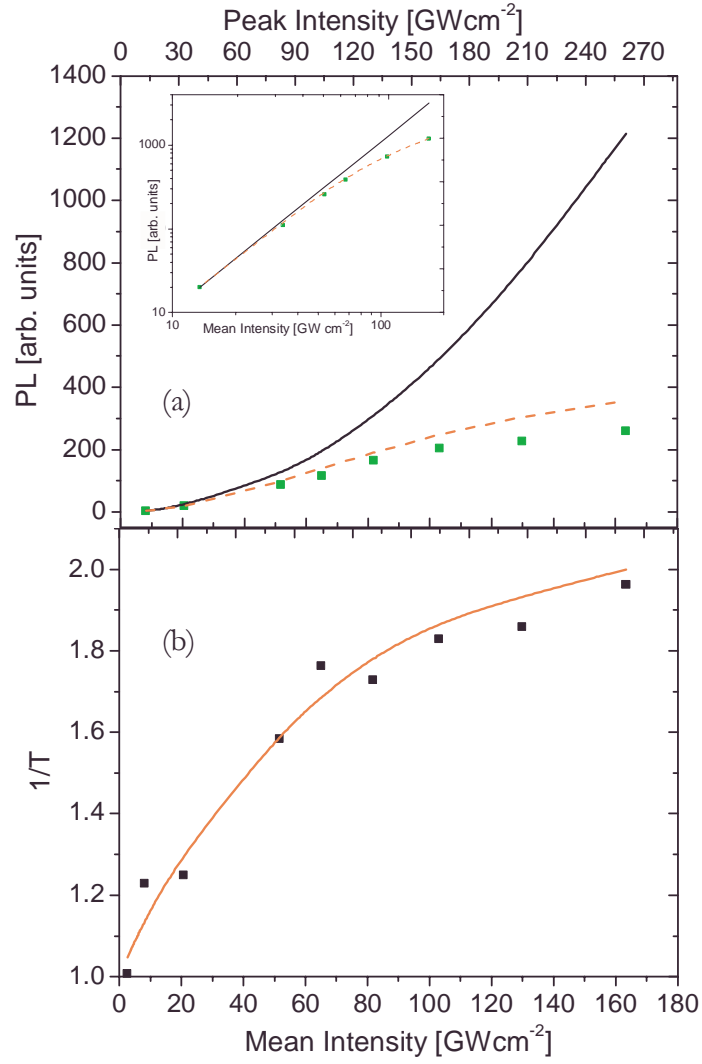 Peak Intensity [GWcm-2]
0 30 60 90 120 150 180 210 240 270
1400
1200
1000
800
600
400
200
0
PL [arb. units]
1000
10
PL [arb. units]
10 100
Mean Intensity [GW cm-2]
(a)
2.0
1.8
1.6
1.4
1.2
1.0
1/T
(b)
0 20 40 60 80 100 120 140 160 180
Mean Intensity [GWcm-2]